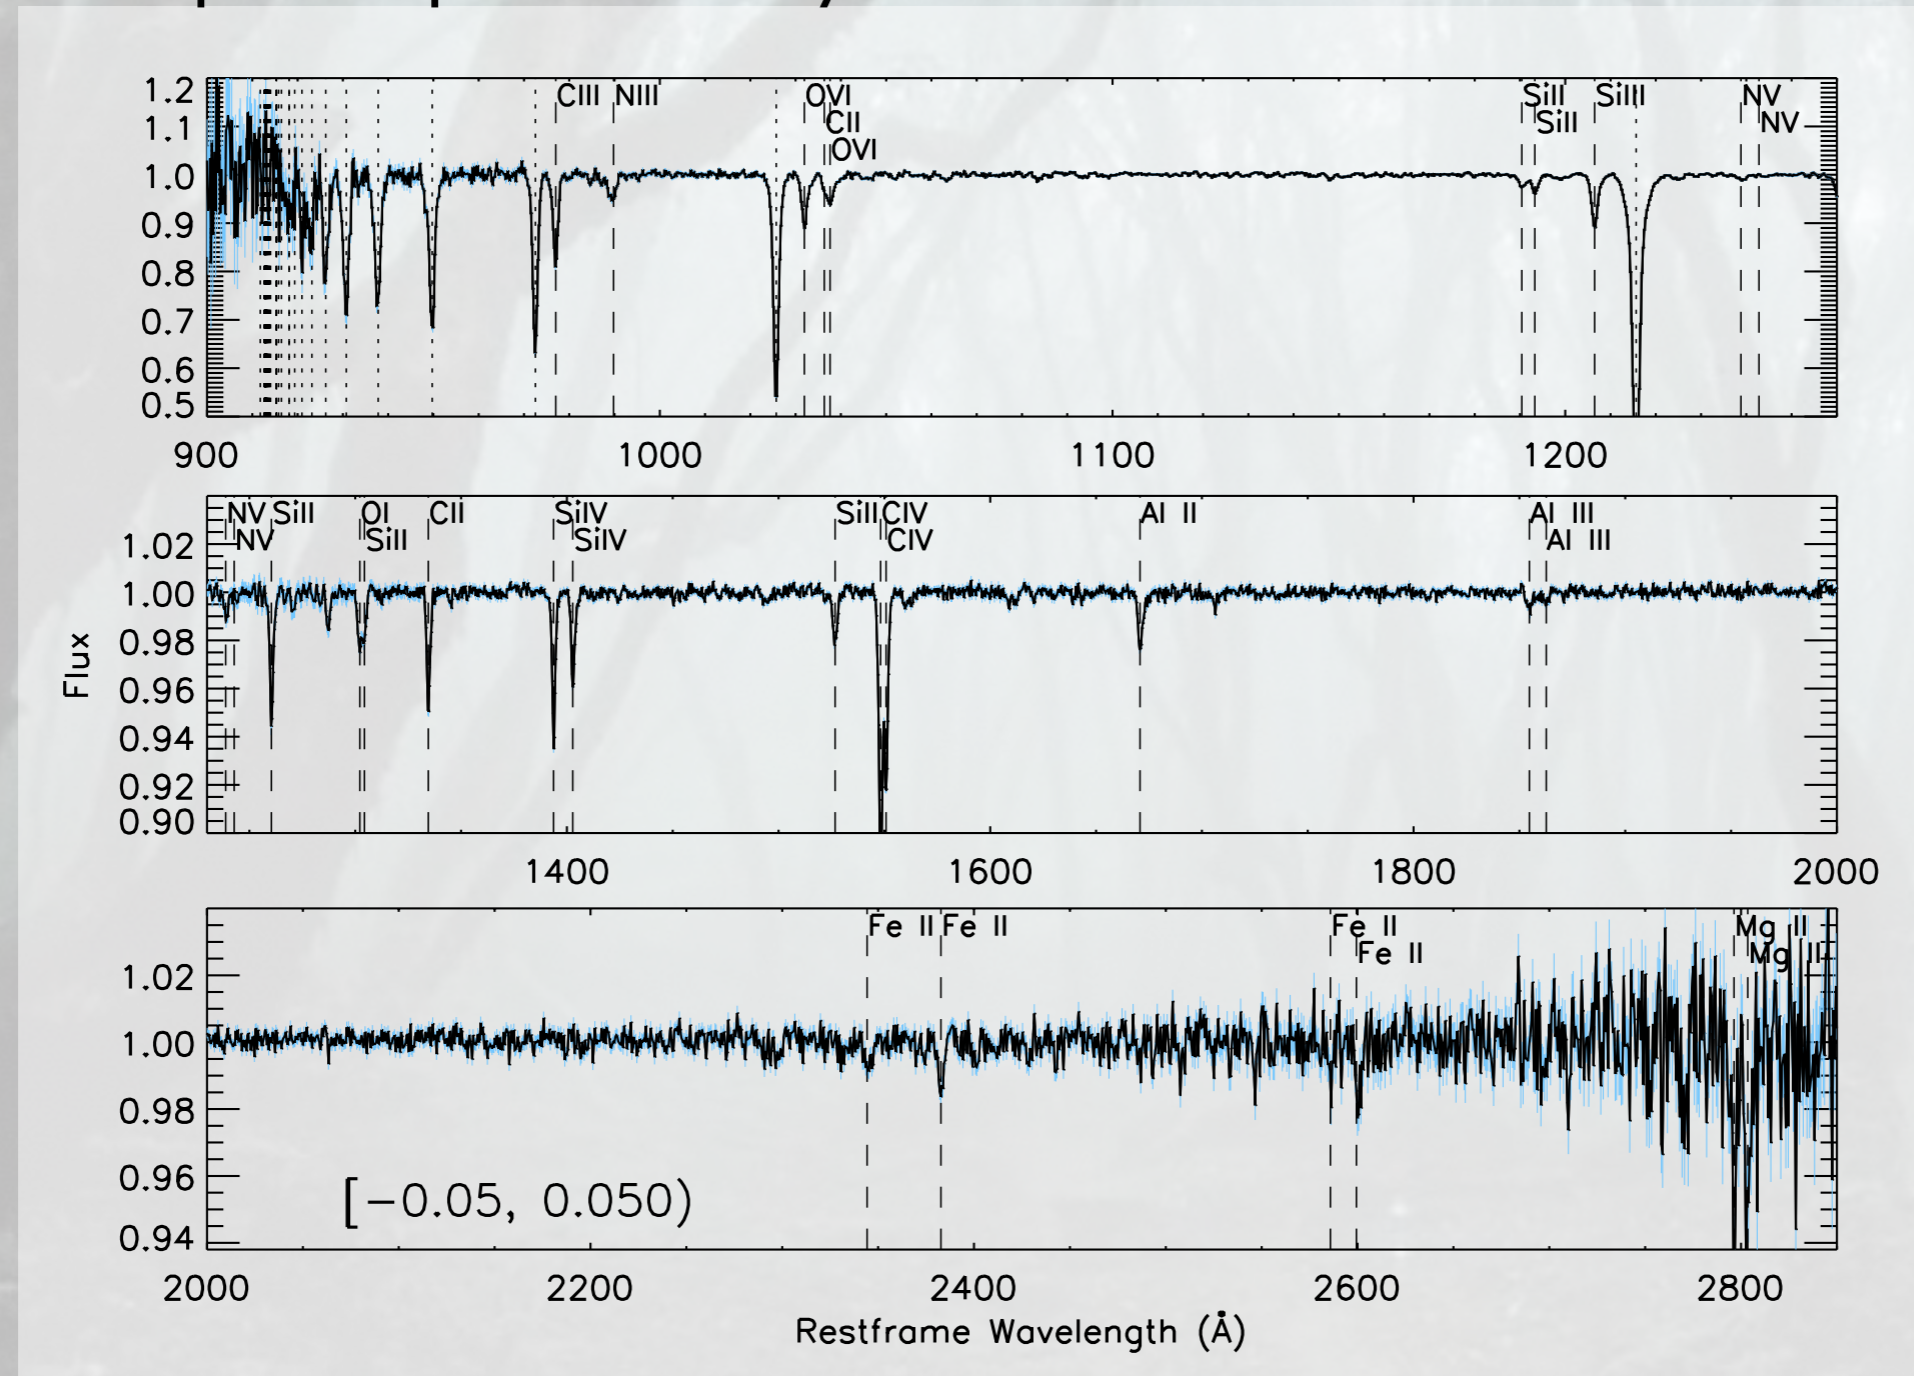 1.2
1.1
1.0
0.9
0.8
0.7
0.6
0.5
CIII NIII OVI SiII SiIII NV
CII SiII NV
OVI
900 1000 1100 1200
NV SiII OI CII SiIV SiII CIV Al II Al III
NV SiII SiIV CIV Al III
1.02
1.00
0.98
0.96
0.94
0.92
0.90
Flux
1400 1600 1800 2000
Fe II Fe II Fe II Mg II
Fe II Mg II
1.02
1.00
0.98
0.96
0.94
[−0.05, 0.050)
2000 2200 2400 2600 2800
Restframe Wavelength (Å)